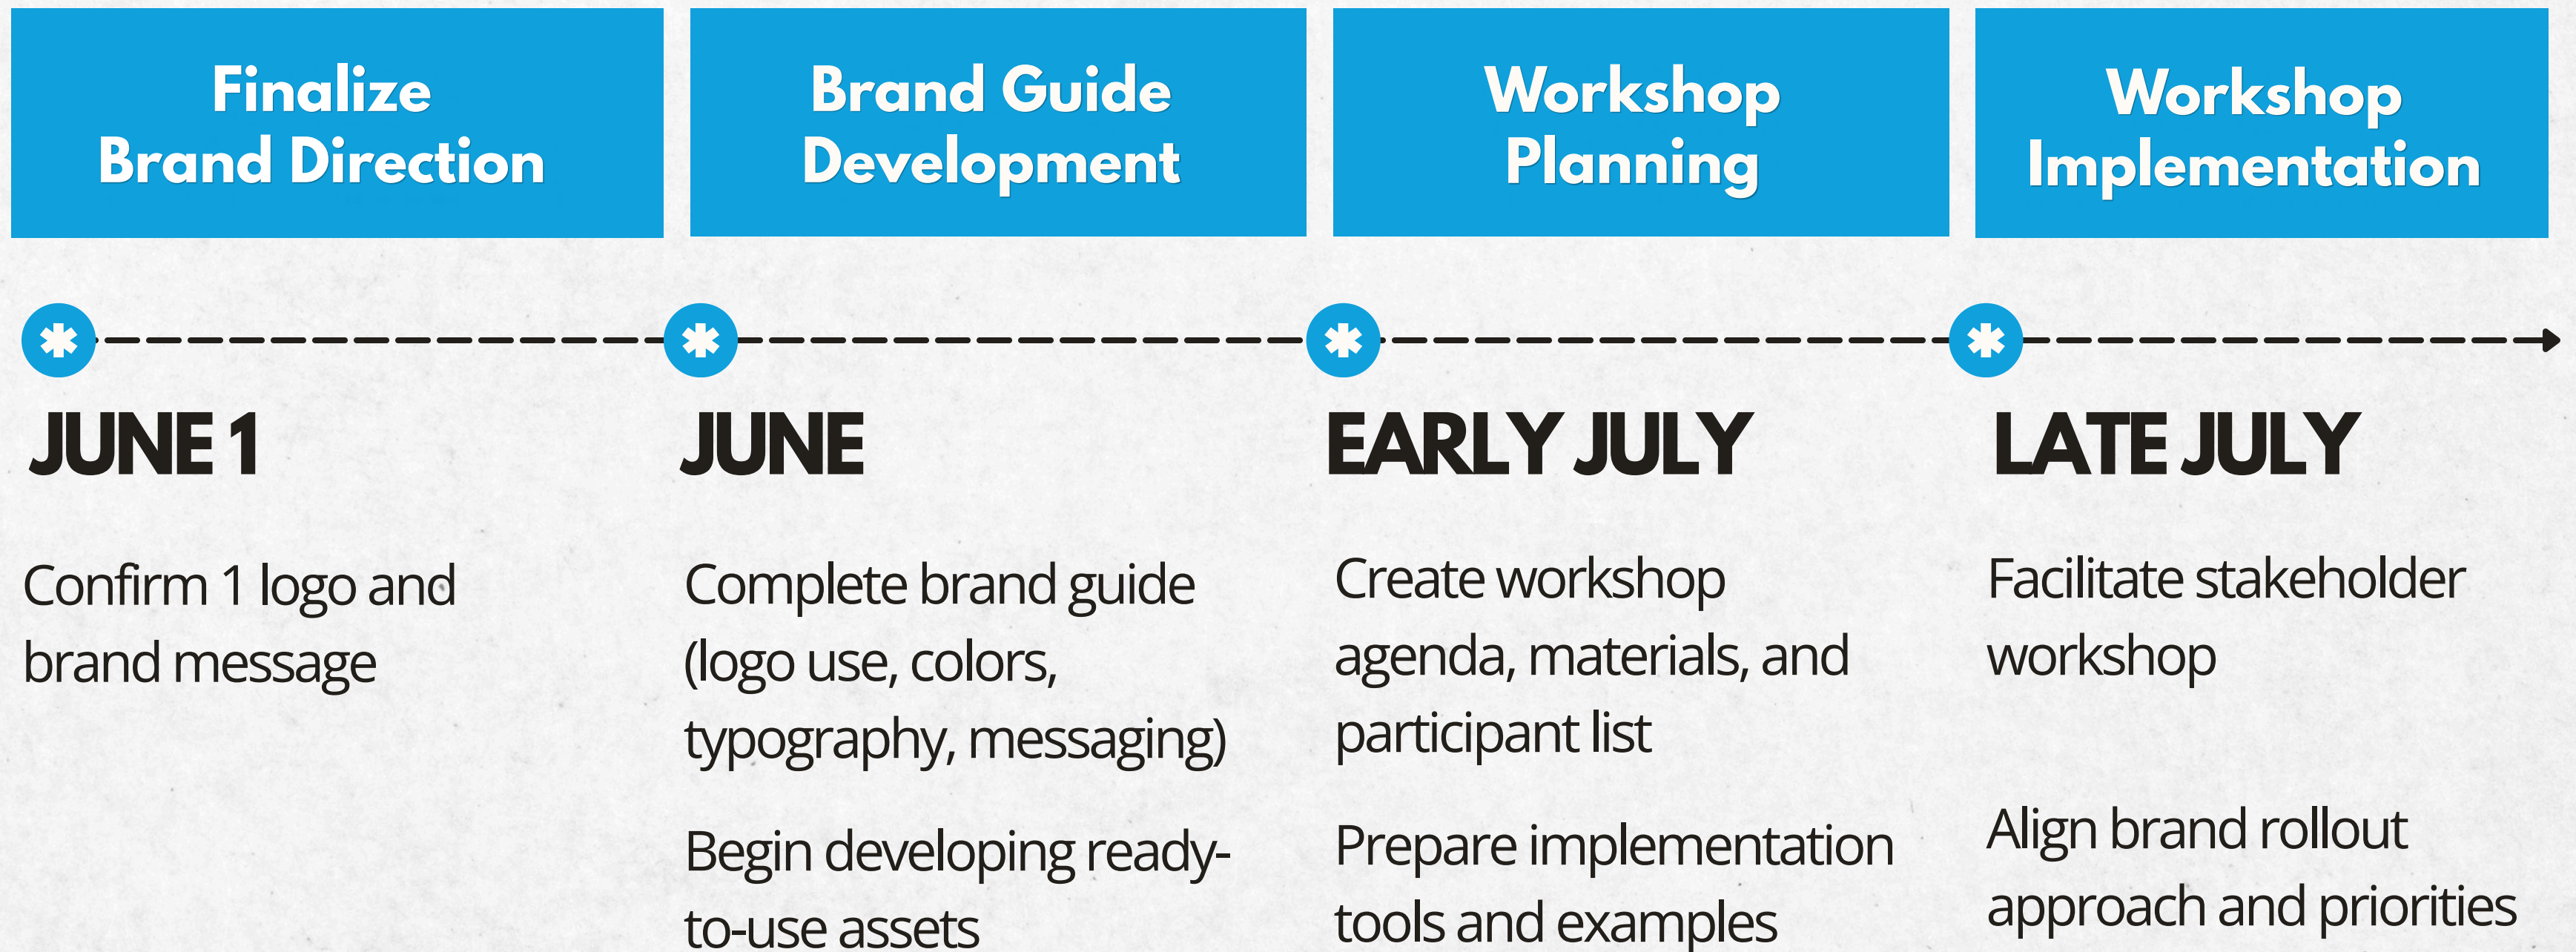 Finalize
Brand Direction
Brand Guide
Development
Workshop
Planning
Workshop
Implementation
JUNE 1
JUNE
EARLY JULY
LATE JULY
Confirm 1 logo and
brand message
Complete brand guide
(logo use, colors,
typography, messaging)
Begin developing ready-
to-use assets
Create workshop
agenda, materials, and
participant list
Prepare implementation
tools and examples
Facilitate stakeholder
workshop
Align brand rollout
approach and priorities